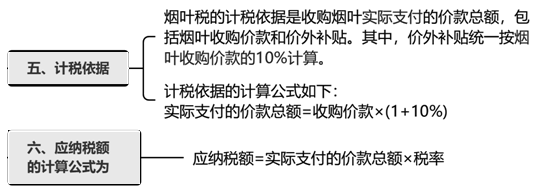 五、计税依据
烟叶税的计税依据是收购烟叶实际支付的价款总额，包
括烟叶收购价款和价外补贴。其中，价外补贴统一按烟
叶收购价款的10%计算。
计税依据的计算公式如下：
实际支付的价款总额=收购价款×(1+10%)
六、应纳税额
的计算公式为
应纳税额=实际支付的价款总额×税率